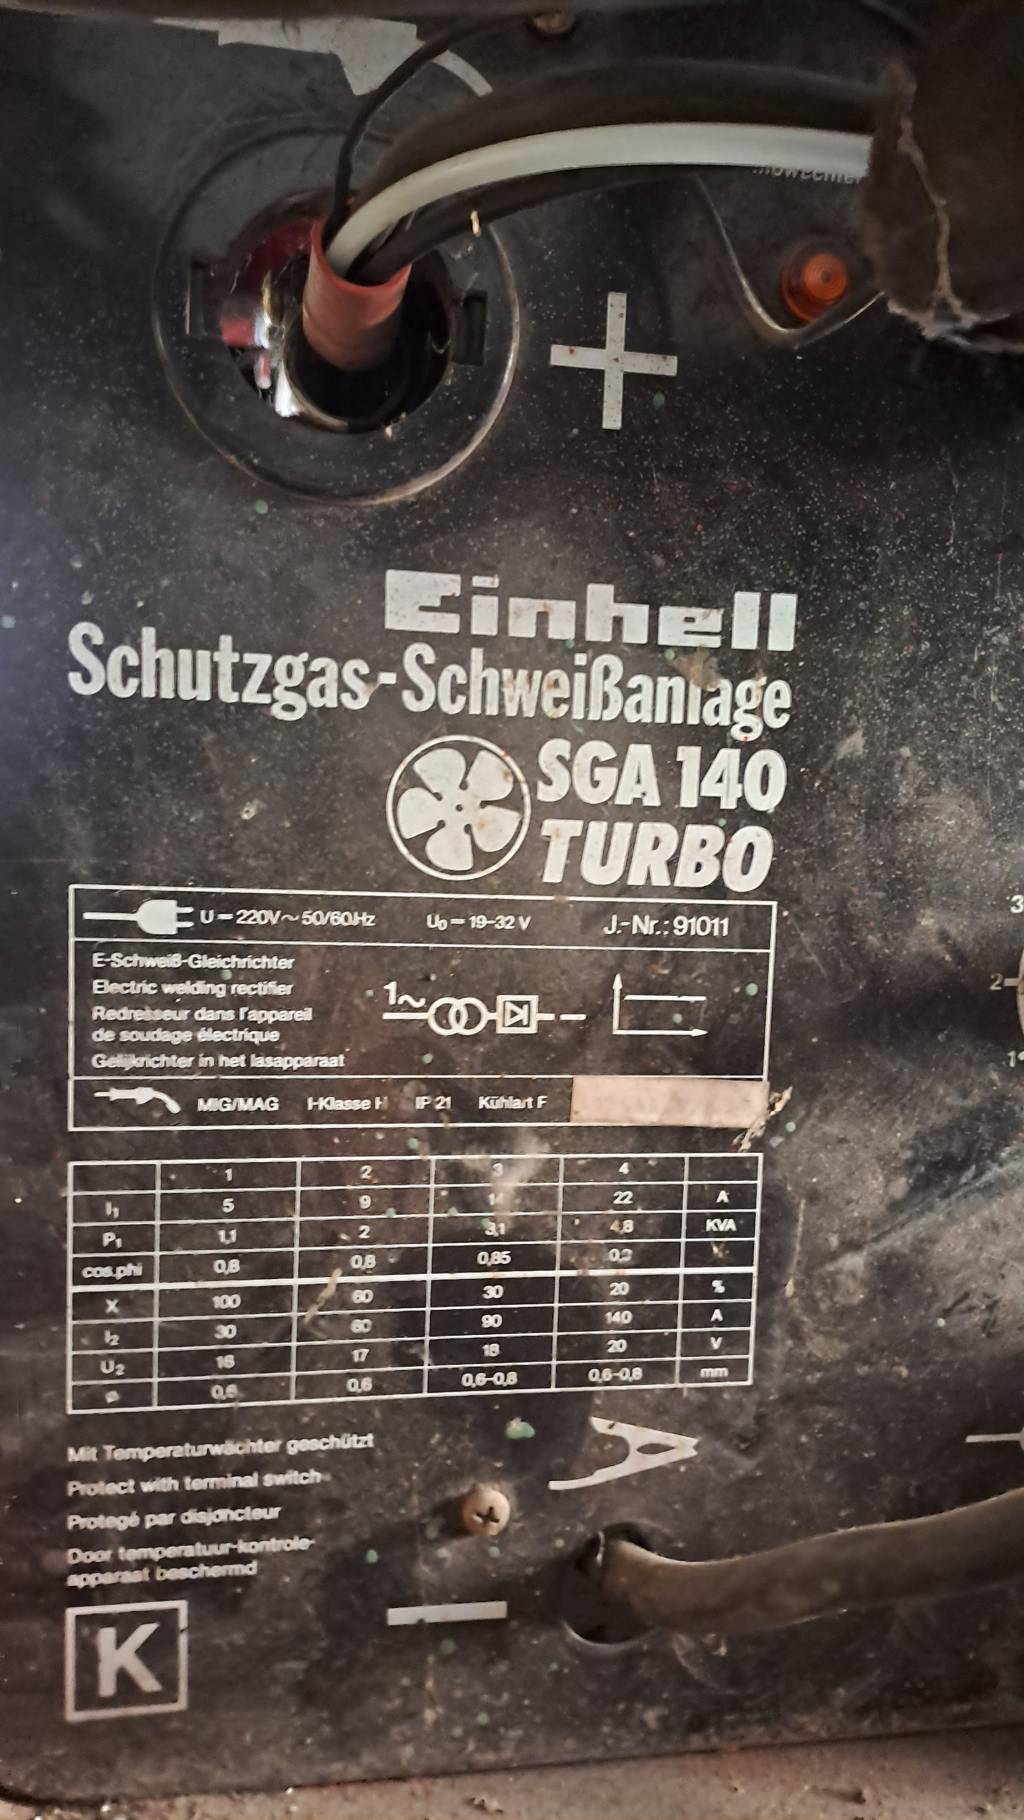 +
Einhell
Schutzgas-Schweißanlage
SGA 140
TURBO
U=220V~50/60Hz U₀=19-32 V J.-Nr.: 91011
E-Schweiß-Gleichrichter
Electric welding rectifier
Redresseur dans l'appareil
de soudage électrique
Gelijkrichter in het lasapparaat
1~
MIG/MAG I-Klasse H IP 21 Kühlart F
1 2 3 4
I₁ 5 9 22 A
P₁ 1,1 2 3,1 4,8 KVA
cos.phi 0,8 0,8 0,85
X 100 60 30 20 %
I₂ 30 60 90 140 A
U₂ 16 17 18 20 V
ø 0,6 0,6 0,6-0,8 0,6-0,8 mm
Mit Temperaturwächter geschützt
Protect with terminal switch
Protegé par disjoncteur
Door temperatuur-kontrole-
apparaat beschermd
K
3
2
1